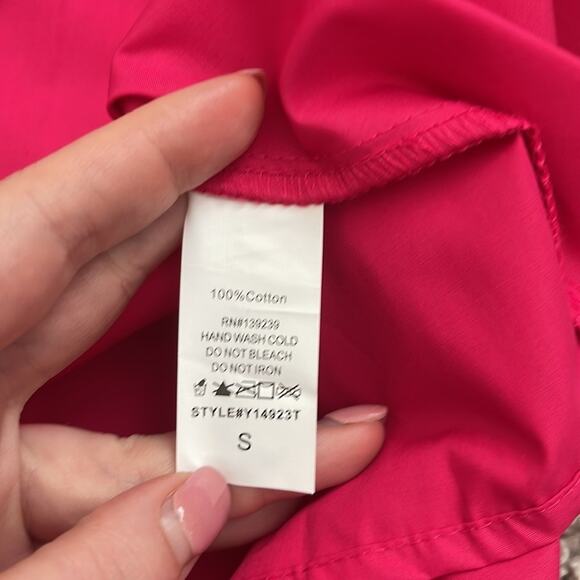 100%Cotton
RN#139239
HAND WASH COLD
DO NOT BLEACH
DO NOT IRON
STYLE#Y14923T
S